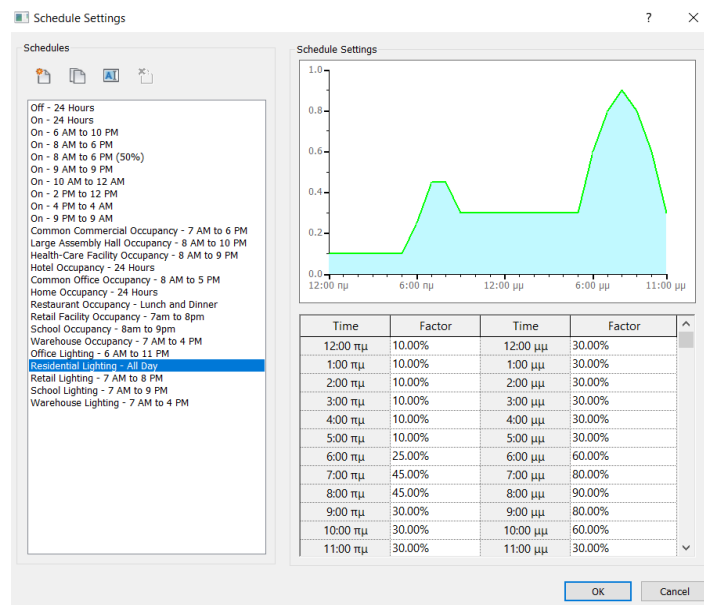 Schedule Settings
?
Schedules
Off - 24 Hours
On - 24 Hours
On - 6 AM to 10 PM
On - 8 AM to 6 PM
On - 8 AM to 6 PM (50%)
On - 9 AM to 9 PM
On - 10 AM to 12 AM
On - 2 PM to 12 PM
On - 4 PM to 4 AM
On - 9 PM to 9 AM
Common Commercial Occupancy - 7 AM to 6 PM
Large Assembly Hall Occupancy - 8 AM to 10 PM
Health-Care Facility Occupancy - 8 AM to 9 PM
Hotel Occupancy - 24 Hours
Common Office Occupancy - 8 AM to 5 PM
Home Occupancy - 24 Hours
Restaurant Occupancy - Lunch and Dinner
Retail Facility Occupancy - 7am to 8pm
School Occupancy - 8am to 9pm
Warehouse Occupancy - 7 AM to 4 PM
Office Lighting - 6 AM to 11 PM
Residential Lighting - All Day
Retail Lighting - 7 AM to 8 PM
School Lighting - 7 AM to 9 PM
Warehouse Lighting - 7 AM to 4 PM
Schedule Settings
1.0
0.8
0.6
0.4
0.2
0.0
12:00 πμ 6:00 πμ 12:00 μμ 6:00 μμ 11:00 μμ
Time Factor Time Factor
12:00 πμ 10.00% 12:00 μμ 30.00%
1:00 πμ 10.00% 1:00 μμ 30.00%
2:00 πμ 10.00% 2:00 μμ 30.00%
3:00 πμ 10.00% 3:00 μμ 30.00%
4:00 πμ 10.00% 4:00 μμ 30.00%
5:00 πμ 10.00% 5:00 μμ 30.00%
6:00 πμ 25.00% 6:00 μμ 60.00%
7:00 πμ 45.00% 7:00 μμ 80.00%
8:00 πμ 45.00% 8:00 μμ 90.00%
9:00 πμ 30.00% 9:00 μμ 80.00%
10:00 πμ 30.00% 10:00 μμ 60.00%
11:00 πμ 30.00% 11:00 μμ 30.00%
OK Cancel